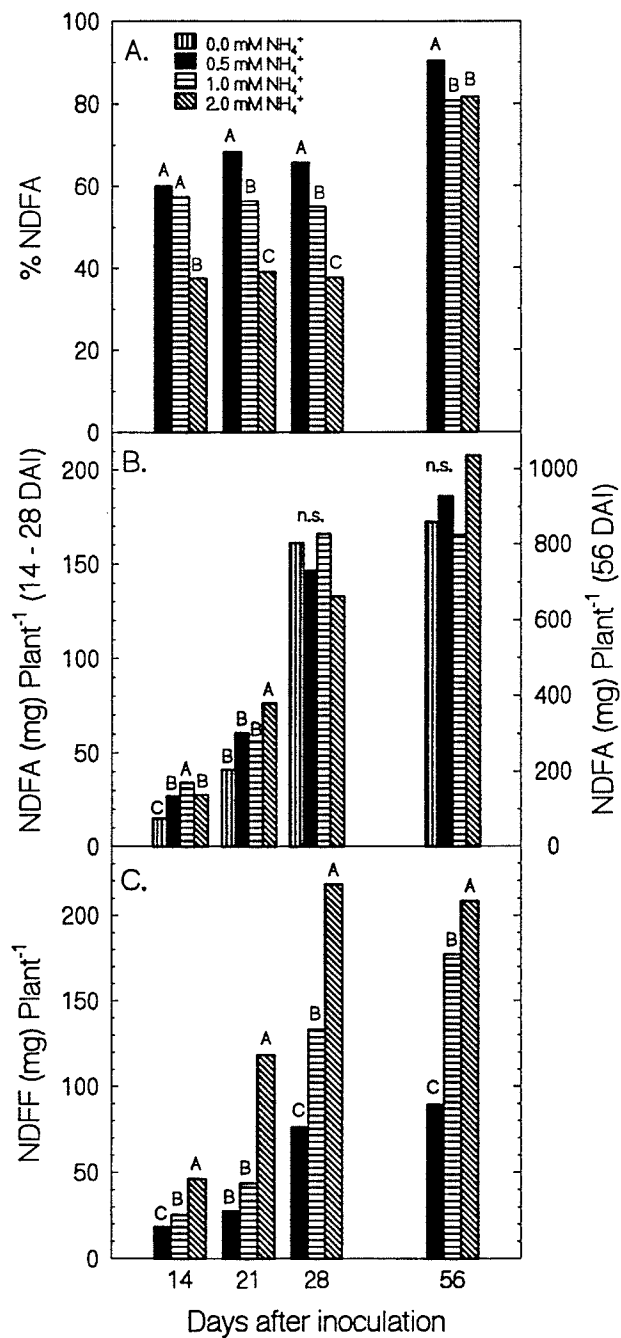 A.
0.0 mM NH₄⁺
0.5 mM NH₄⁺
1.0 mM NH₄⁺
2.0 mM NH₄⁺
100
80
60
40
20
0
% NDFA
A A B
A B C
A B C
A B B
B.
200
150
100
50
0
NDFA (mg) Plant⁻¹ (14 - 28 DAI)
C B A B
B B B A
n.s.
n.s.
1000
800
600
400
200
0
NDFA (mg) Plant⁻¹ (56 DAI)
C.
200
150
100
50
0
NDFF (mg) Plant⁻¹
C B A
B B A
C B A
C B A
14 21 28 56
Days after inoculation